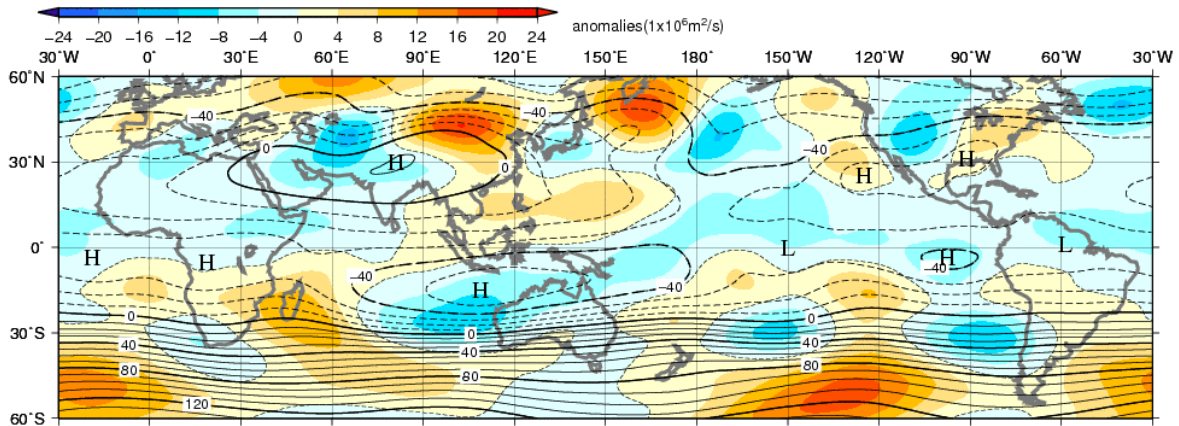 −24 −20 −16 −12 −8 −4 0 4 8 12 16 20 24
anomalies(1x10⁶m²/s)
30˚W 0˚ 30˚E 60˚E 90˚E 120˚E 150˚E 180˚ 150˚W 120˚W 90˚W 60˚W 30˚W
60˚N
−40 −40
0 H 0 −40 H
30˚N
H
0˚
H H −40 L H L
−40 −40
H
0 0 0
30˚S
40 40 40
80 80 80
120
60˚S